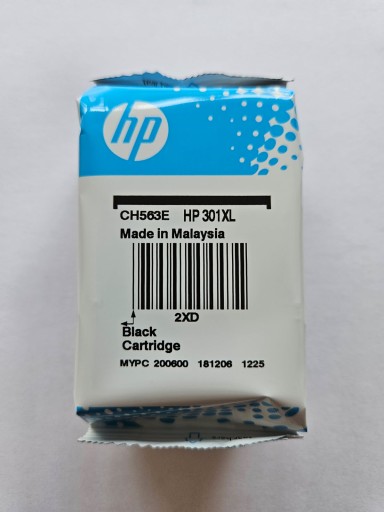 hp
CH563E HP 301XL
Made in Malaysia
2XD
Black
Cartridge
MYPC 200600 181206 1225